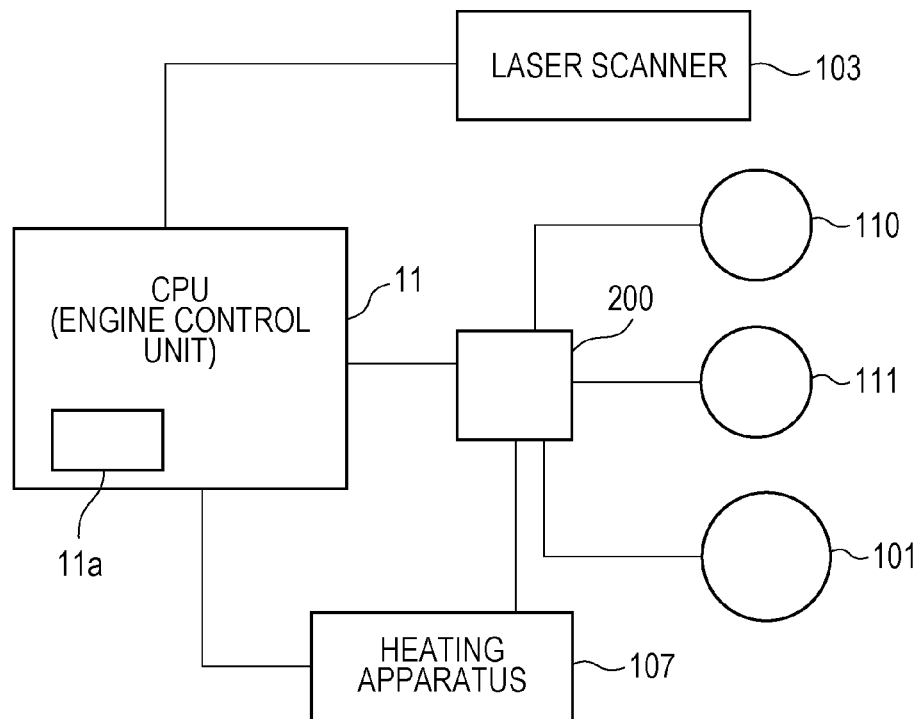 LASER SCANNER
103
110
CPU
(ENGINE CONTROL
UNIT)
11
200
111
11a
101
HEATING
APPARATUS
107